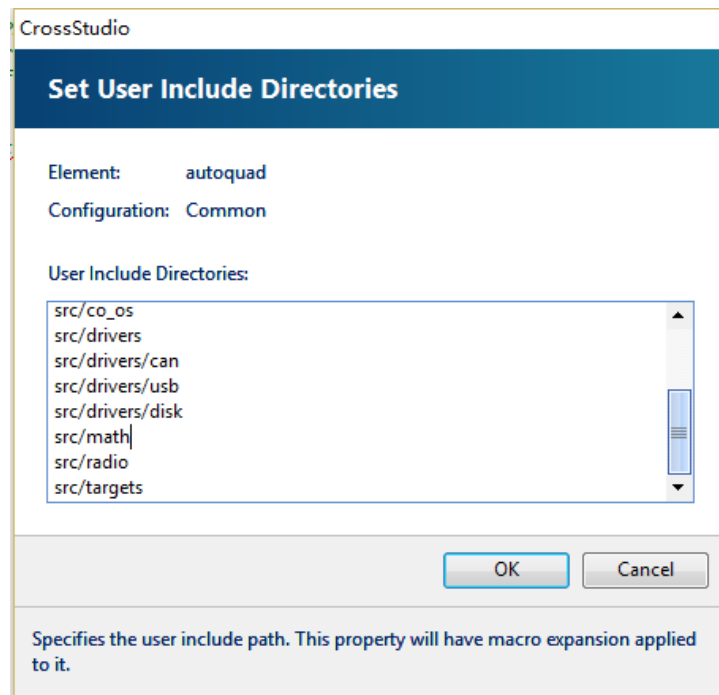 CrossStudio
Set User Include Directories
Element: autoquad
Configuration: Common
User Include Directories:
src/co_os
src/drivers
src/drivers/can
src/drivers/usb
src/drivers/disk
src/math
src/radio
src/targets
OK Cancel
Specifies the user include path. This property will have macro expansion applied
to it.